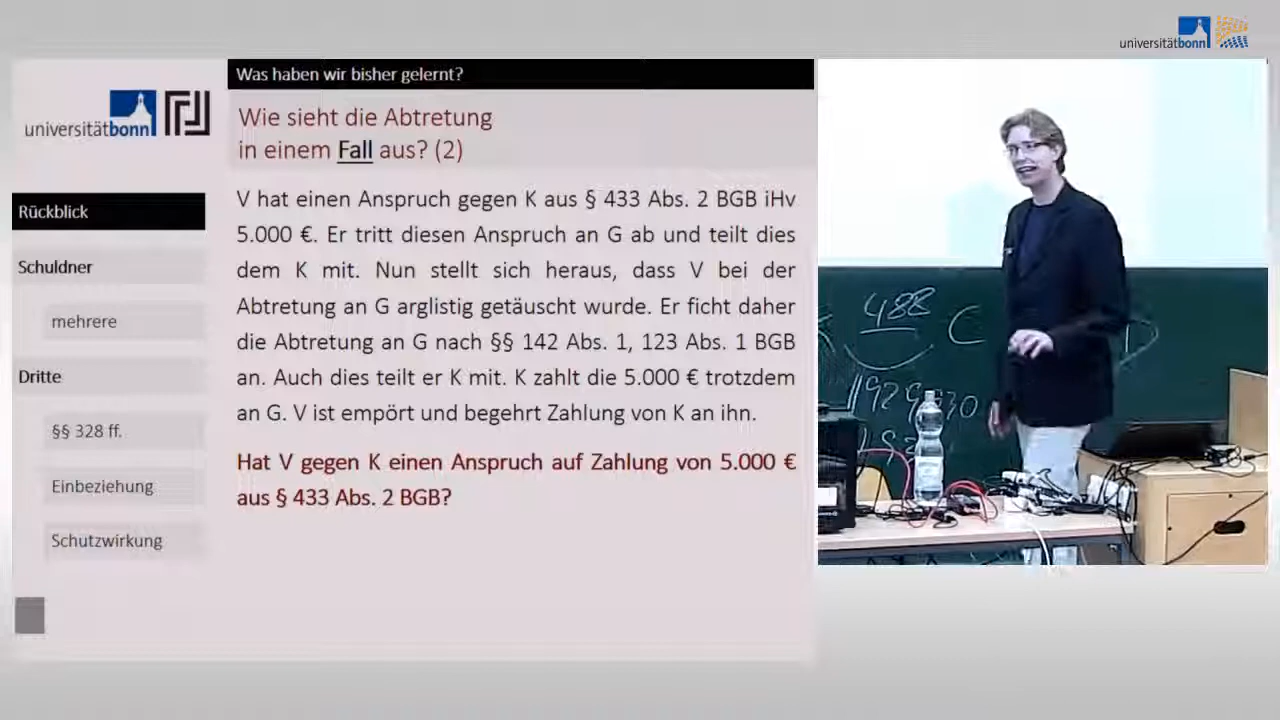 universitätbonn
Was haben wir bisher gelernt?
universitätbonn
Wie sieht die Abtretung
in einem Fall aus? (2)
Rückblick
Schuldner
mehrere
Dritte
§§ 328 ff.
Einbeziehung
Schutzwirkung
V hat einen Anspruch gegen K aus § 433 Abs. 2 BGB iHv
5.000 €. Er tritt diesen Anspruch an G ab und teilt dies
dem K mit. Nun stellt sich heraus, dass V bei der
Abtretung an G arglistig getäuscht wurde. Er ficht daher
die Abtretung an G nach §§ 142 Abs. 1, 123 Abs. 1 BGB
an. Auch dies teilt er K mit. K zahlt die 5.000 € trotzdem
an G. V ist empört und begehrt Zahlung von K an ihn.
Hat V gegen K einen Anspruch auf Zahlung von 5.000 €
aus § 433 Abs. 2 BGB?
488 C